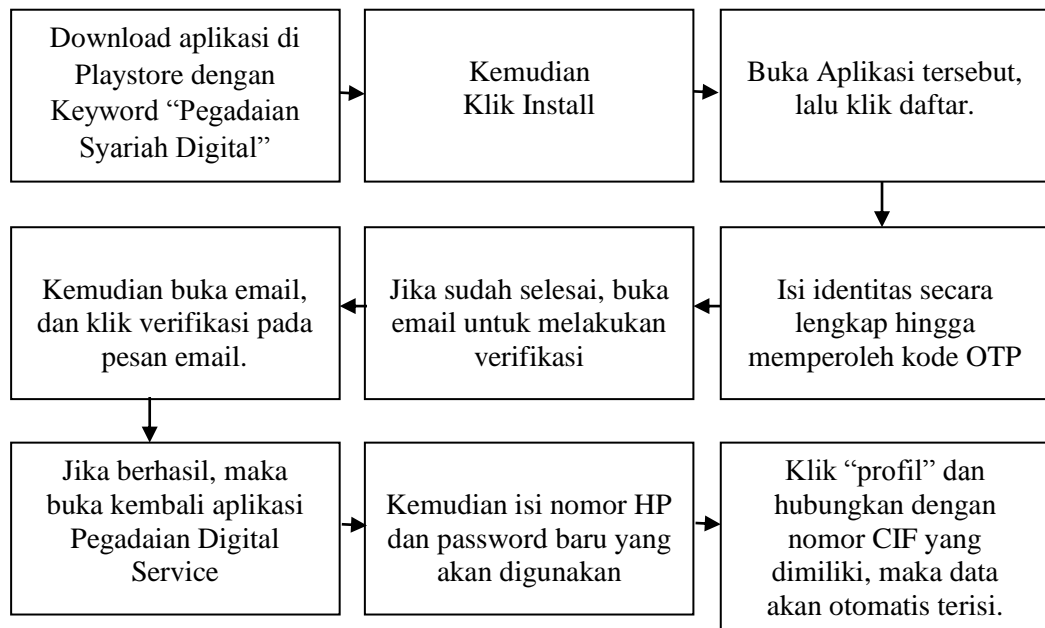 Download aplikasi di
Playstore dengan
Keyword “Pegadaian
Syariah Digital”
Kemudian
Klik Install
Buka Aplikasi tersebut,
lalu klik daftar.
Isi identitas secara
lengkap hingga
memperoleh kode OTP
Jika sudah selesai, buka
email untuk melakukan
verifikasi
Kemudian buka email,
dan klik verifikasi pada
pesan email.
Jika berhasil, maka
buka kembali aplikasi
Pegadaian Digital
Service
Kemudian isi nomor HP
dan password baru yang
akan digunakan
Klik “profil” dan
hubungkan dengan
nomor CIF yang
dimiliki, maka data
akan otomatis terisi.